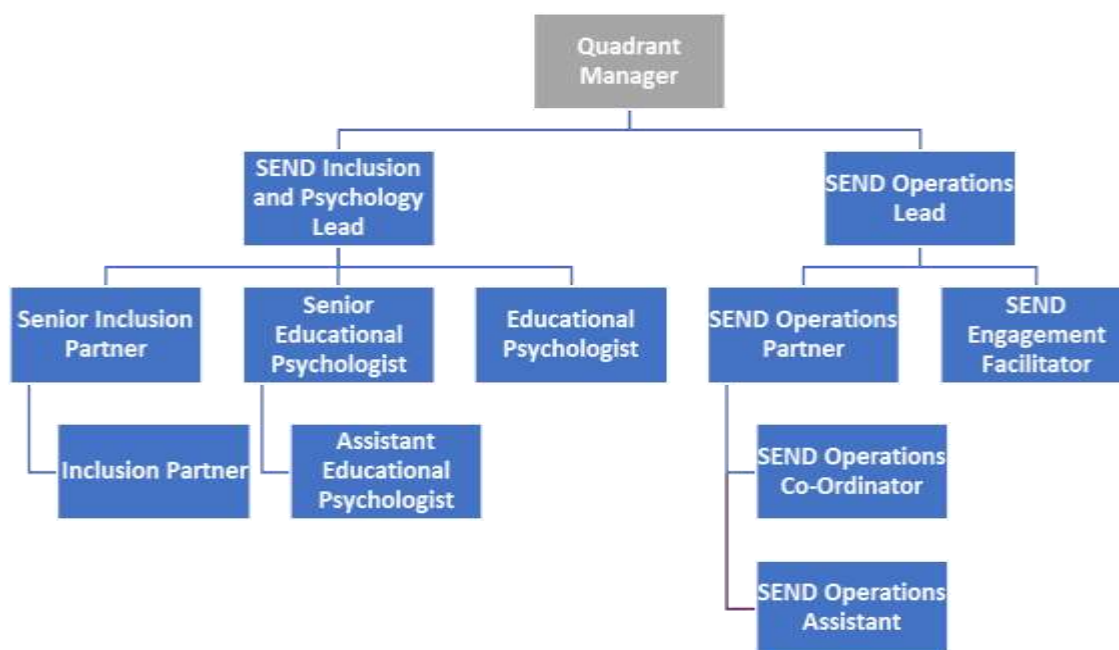 Quadrant
Manager
SEND Inclusion
and Psychology
Lead
SEND Operations
Lead
Senior Inclusion
Partner
Senior
Educational
Psychologist
Educational
Psychologist
SEND Operations
Partner
SEND
Engagement
Facilitator
Inclusion Partner
Assistant
Educational
Psychologist
SEND Operations
Co-Ordinator
SEND Operations
Assistant